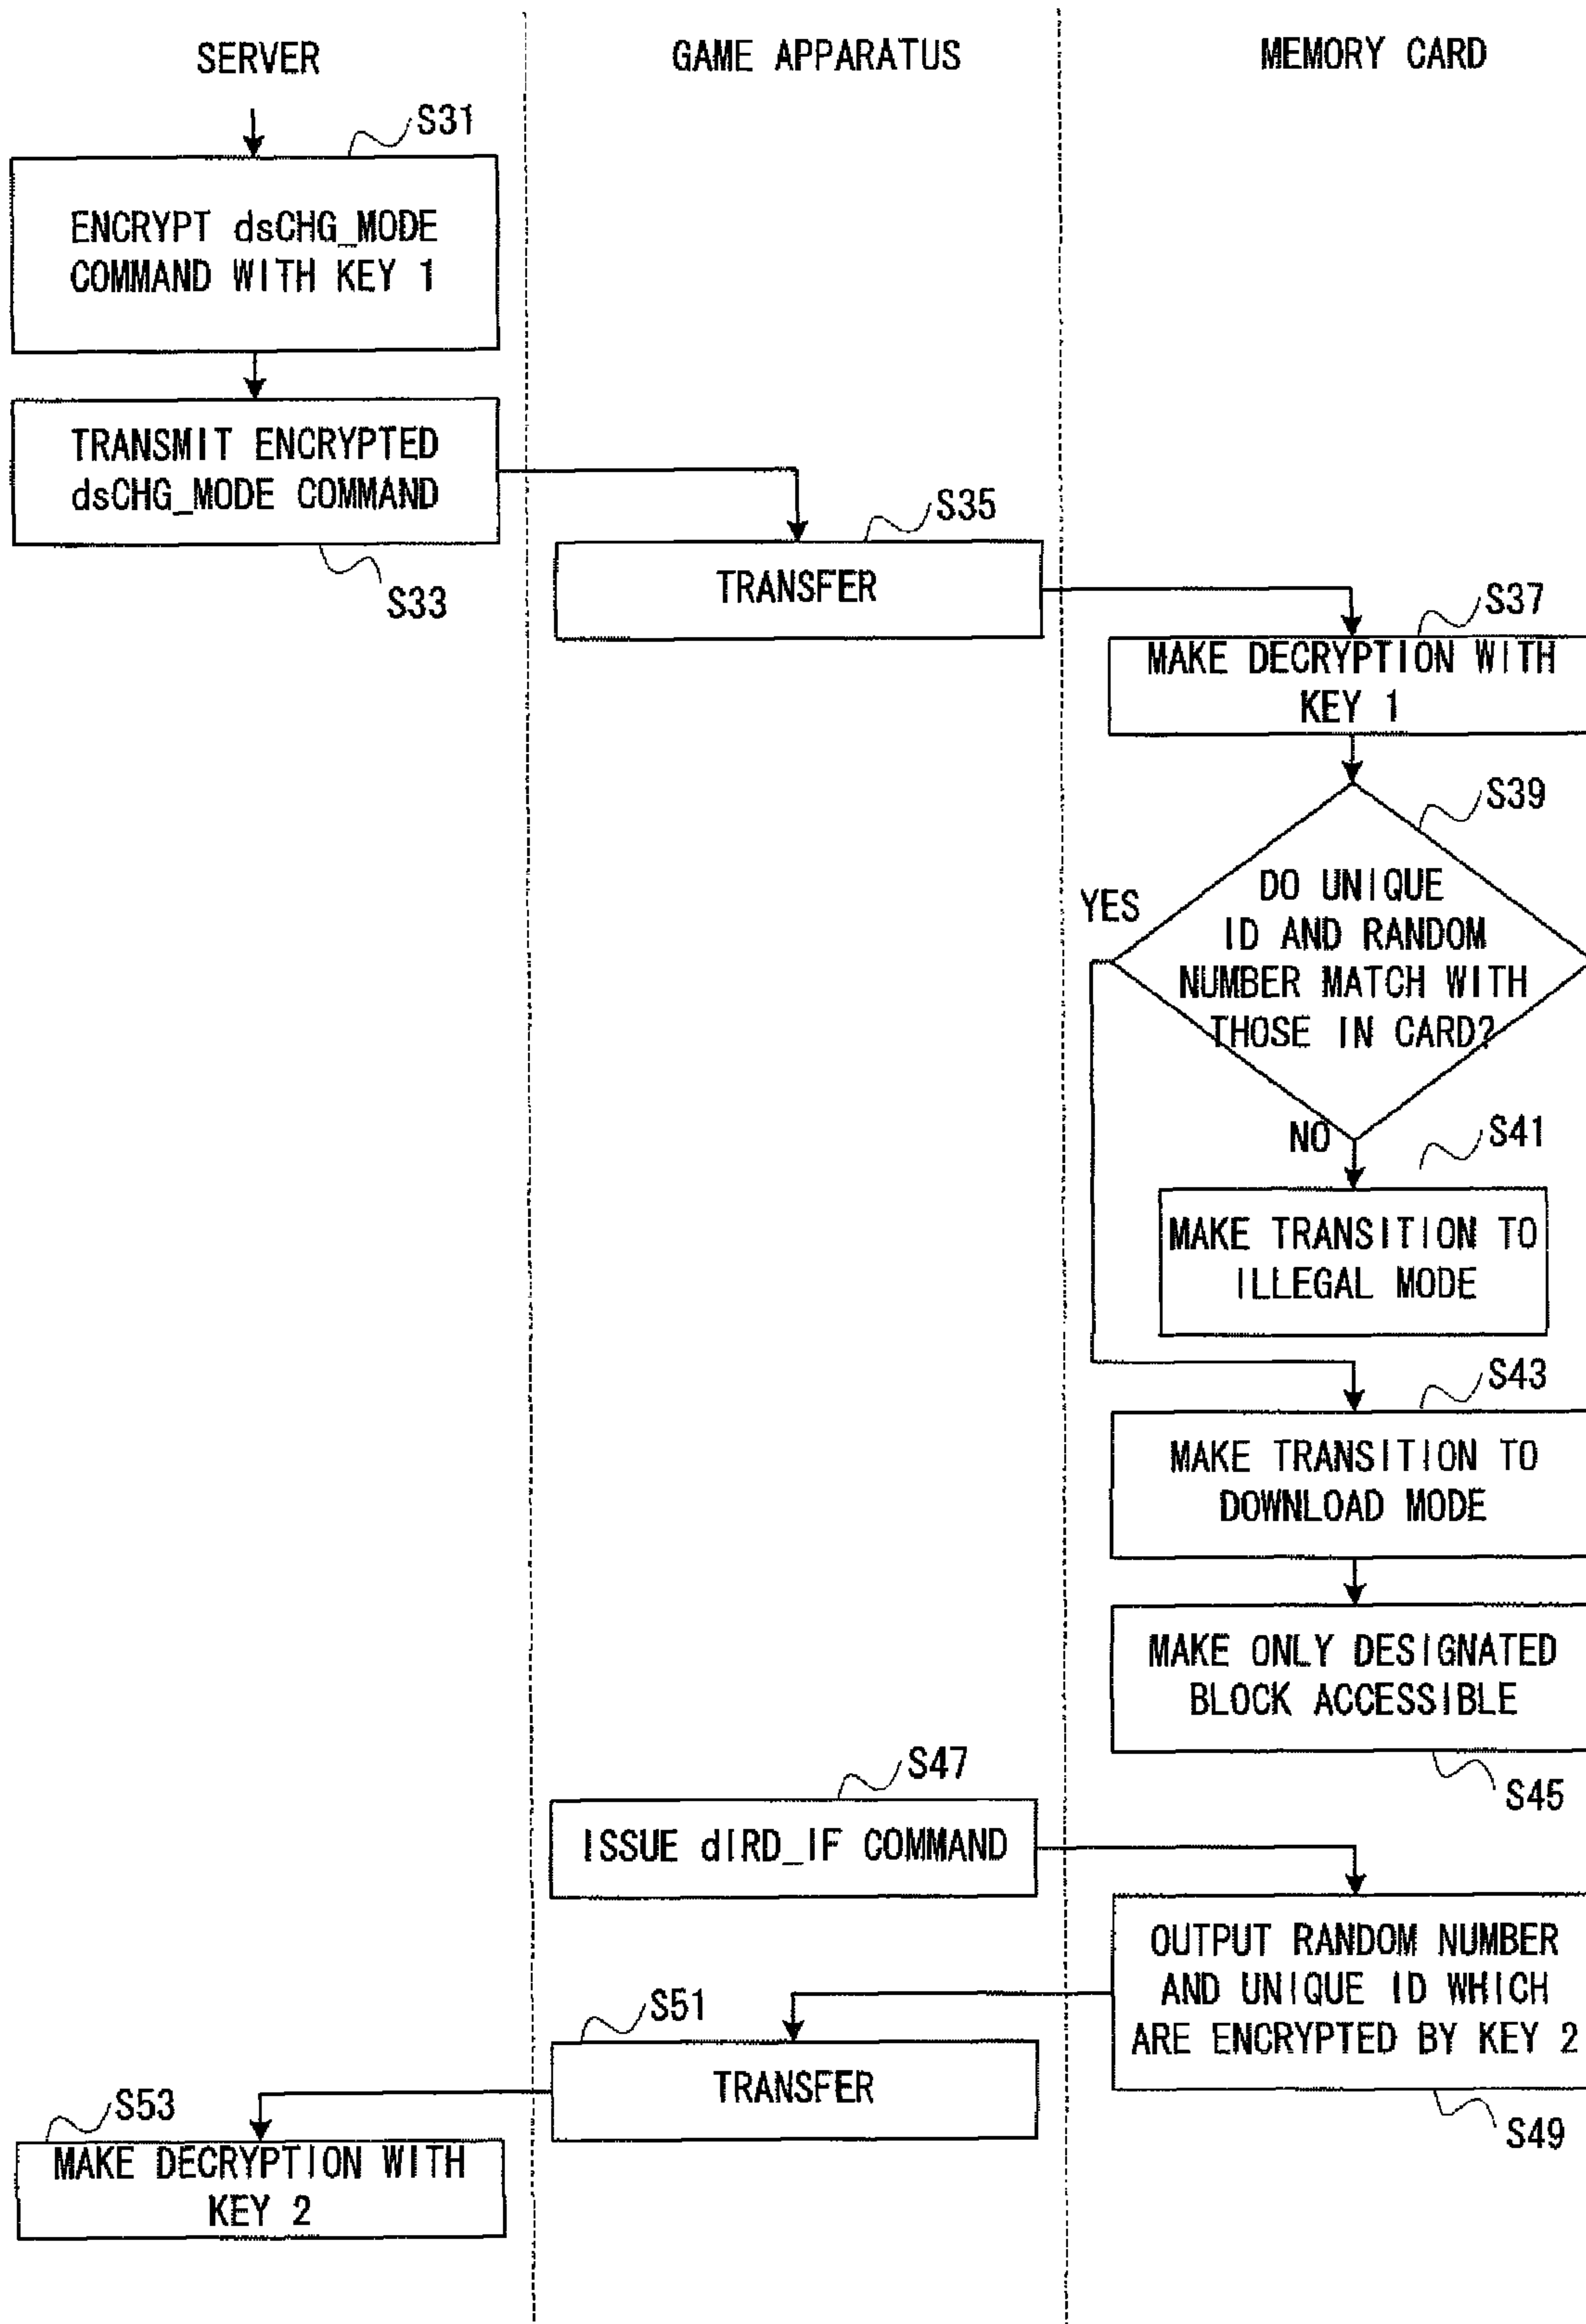 SERVER
GAME APPARATUS
MEMORY CARD
S31
ENCRYPT dsCHG_MODE
COMMAND WITH KEY 1
TRANSMIT ENCRYPTED
dsCHG_MODE COMMAND
S33
S35
TRANSFER
S37
MAKE DECRYPTION WITH
KEY 1
S39
YES
DO UNIQUE
ID AND RANDOM
NUMBER MATCH WITH
THOSE IN CARD?
NO
S41
MAKE TRANSITION TO
ILLEGAL MODE
S43
MAKE TRANSITION TO
DOWNLOAD MODE
MAKE ONLY DESIGNATED
BLOCK ACCESSIBLE
S45
S47
ISSUE dIRD_IF COMMAND
OUTPUT RANDOM NUMBER
AND UNIQUE ID WHICH
ARE ENCRYPTED BY KEY 2
S49
S51
TRANSFER
S53
MAKE DECRYPTION WITH
KEY 2